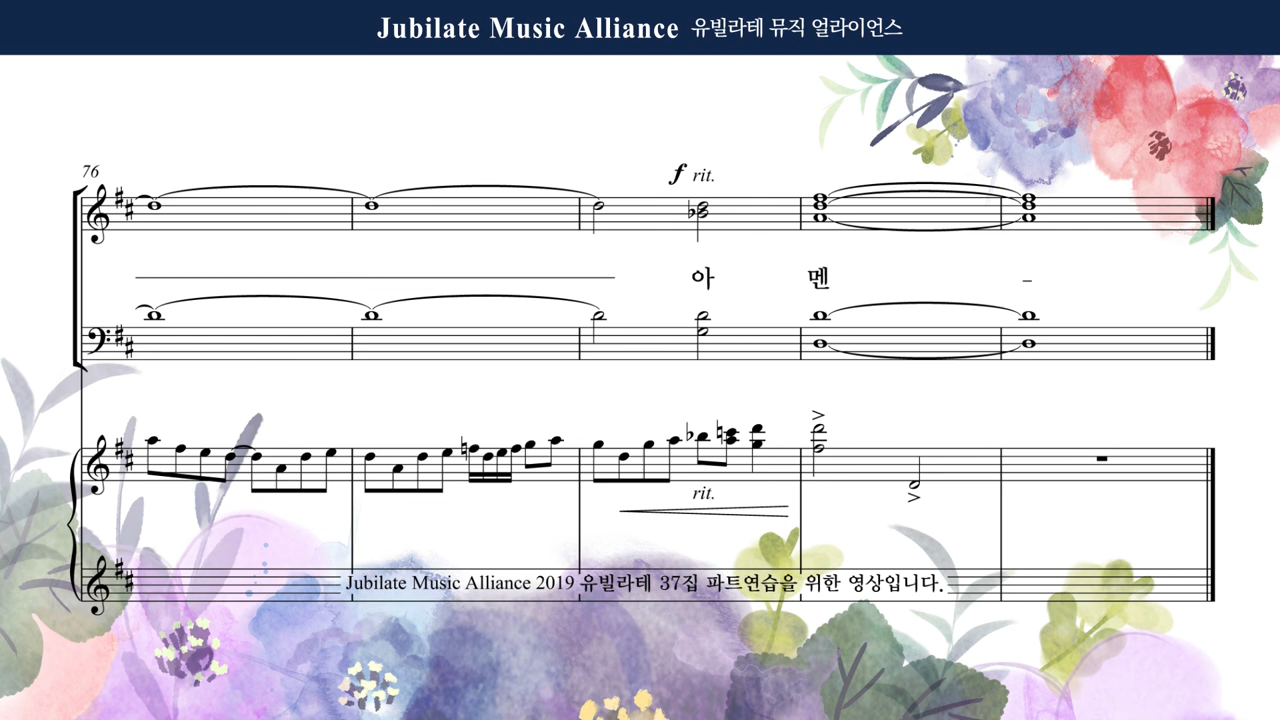 Jubilate Music Alliance 유빌라테 뮤직 얼라이언스
76
f rit.
아 멘 -
rit.
Jubilate Music Alliance 2019 유빌라테 37집 파트연습을 위한 영상입니다.